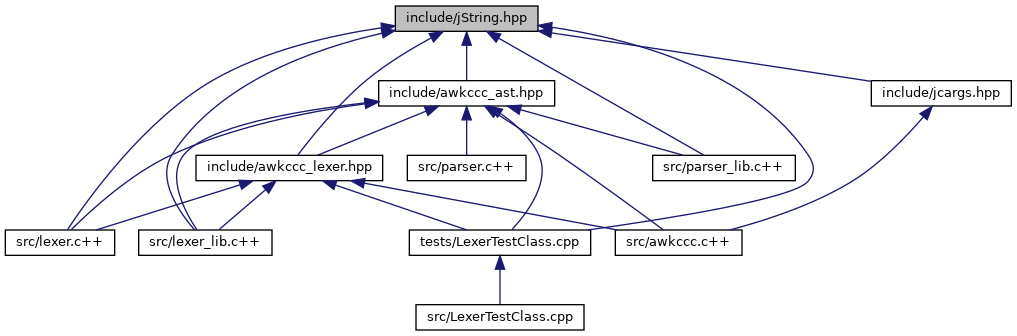 include/jString.hpp
include/awkccc_ast.hpp
include/jcargs.hpp
include/awkccc_lexer.hpp
src/parser.c++
src/parser_lib.c++
src/lexer.c++
src/lexer_lib.c++
tests/LexerTestClass.cpp
src/awkccc.c++
src/LexerTestClass.cpp